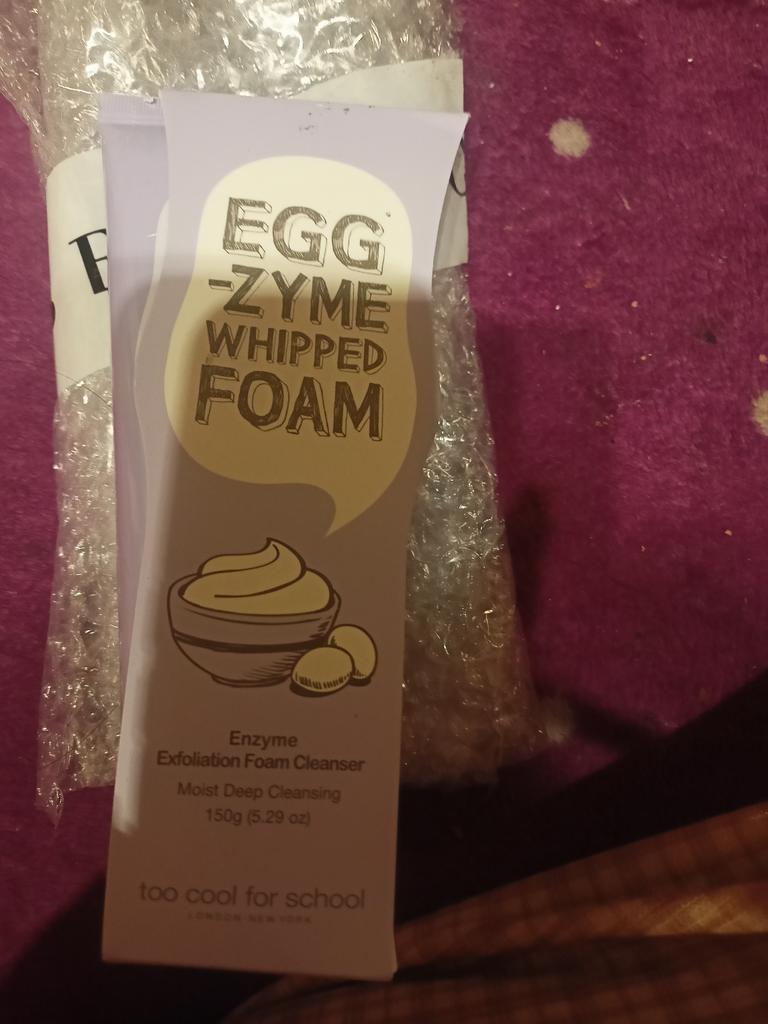 EGG
-ZYME
WHIPPED
FOAM
Enzyme
Exfoliation Foam Cleanser
Moist Deep Cleansing
150g (5.29 oz)
too cool for school
LONDON·NEW YORK